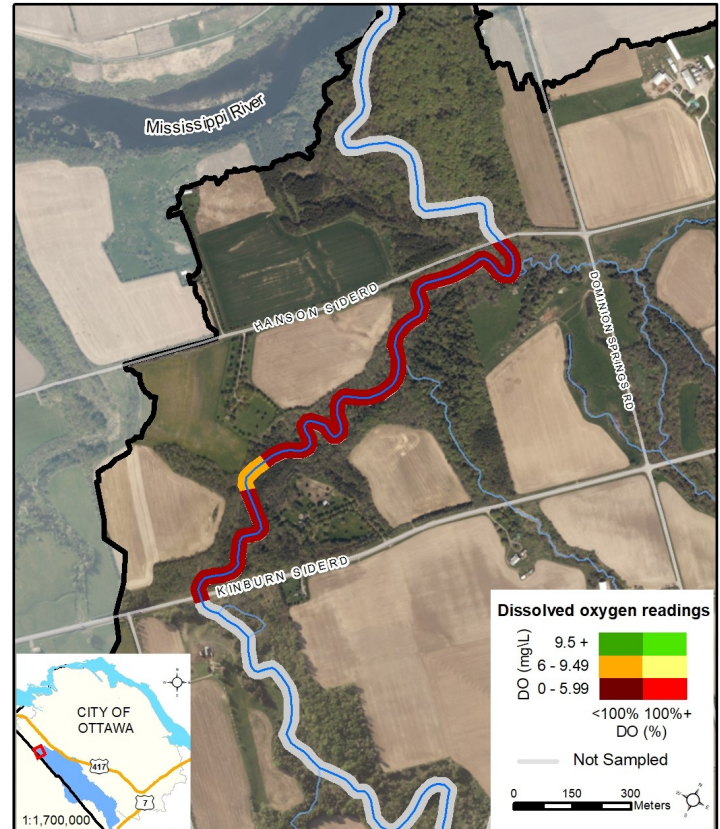 Mississippi River
HANSON SIDERD
DOMINION SPRINGS RD
KINBURN SIDERD
Dissolved oxygen readings
DO (mg\L)
9.5 +
6 - 9.49
0 - 5.99
<100% 100%+
DO (%)
Not Sampled
0 150 300
Meters
N
E
S
W
CITY OF
OTTAWA
417
7
1:1,700,000